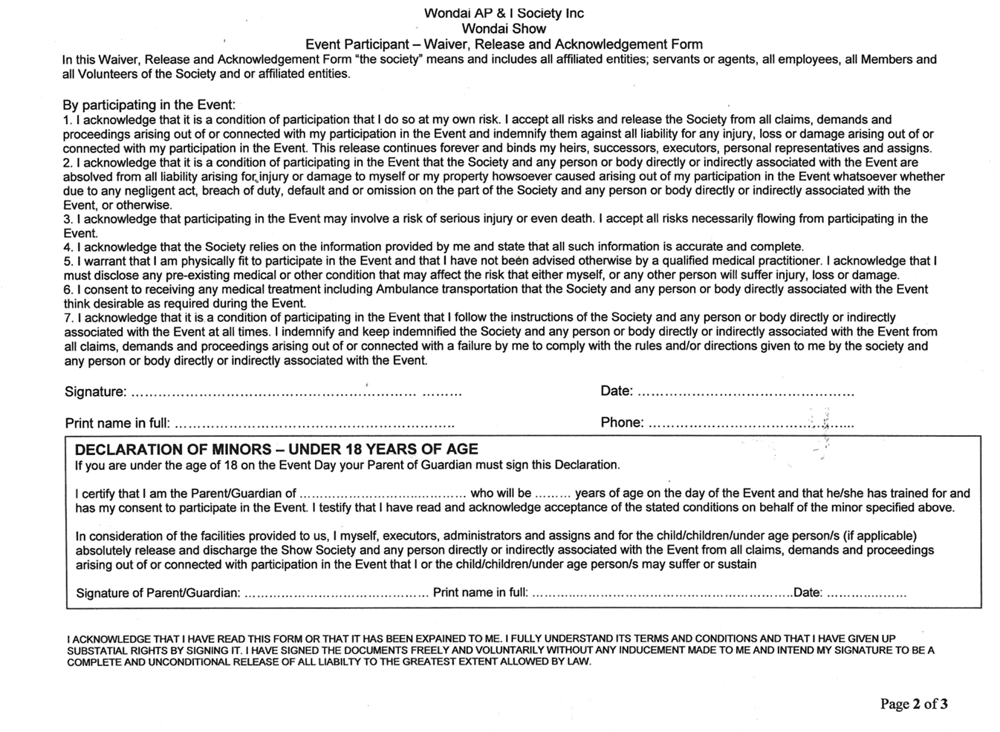 Wondai AP & I Society Inc
Wondai Show
Event Participant – Waiver, Release and Acknowledgement Form
In this Waiver, Release and Acknowledgement Form “the society” means and includes all affiliated entities; servants or agents, all employees, all Members and
all Volunteers of the Society and or affiliated entities.
By participating in the Event:
1. I acknowledge that it is a condition of participation that I do so at my own risk. I accept all risks and release the Society from all claims, demands and
proceedings arising out of or connected with my participation in the Event and indemnify them against all liability for any injury, loss or damage arising out of or
connected with my participation in the Event. This release continues forever and binds my heirs, successors, executors, personal representatives and assigns.
2. I acknowledge that it is a condition of participating in the Event that the Society and any person or body directly or indirectly associated with the Event are
absolved from all liability arising for injury or damage to myself or my property howsoever caused arising out of my participation in the Event whatsoever whether
due to any negligent act, breach of duty, default and or omission on the part of the Society and any person or body directly or indirectly associated with the
Event, or otherwise.
3. I acknowledge that participating in the Event may involve a risk of serious injury or even death. I accept all risks necessarily flowing from participating in the
Event.
4. I acknowledge that the Society relies on the information provided by me and state that all such information is accurate and complete.
5. I warrant that I am physically fit to participate in the Event and that I have not been advised otherwise by a qualified medical practitioner. I acknowledge that I
must disclose any pre-existing medical or other condition that may affect the risk that either myself, or any other person will suffer injury, loss or damage.
6. I consent to receiving any medical treatment including Ambulance transportation that the Society and any person or body directly associated with the Event
think desirable as required during the Event.
7. I acknowledge that it is a condition of participating in the Event that I follow the instructions of the Society and any person or body directly or indirectly
associated with the Event at all times. I indemnify and keep indemnified the Society and any person or body directly or indirectly associated with the Event from
all claims, demands and proceedings arising out of or connected with a failure by me to comply with the rules and/or directions given to me by the society and
any person or body directly or indirectly associated with the Event.
Signature: ................................................................ ......... Date: ................................................
Print name in full: .............................................................. Phone: ..............................................
DECLARATION OF MINORS – UNDER 18 YEARS OF AGE
If you are under the age of 18 on the Event Day your Parent of Guardian must sign this Declaration.
I certify that I am the Parent/Guardian of ..................................... who will be ........ years of age on the day of the Event and that he/she has trained for and
has my consent to participate in the Event. I testify that I have read and acknowledge acceptance of the stated conditions on behalf of the minor specified above.
In consideration of the facilities provided to us, I myself, executors, administrators and assigns and for the child/children/under age person/s (if applicable)
absolutely release and discharge the Show Society and any person directly or indirectly associated with the Event from all claims, demands and proceedings
arising out of or connected with participation in the Event that I or the child/children/under age person/s may suffer or sustain
Signature of Parent/Guardian: ......................................... Print name in full: ..........................................................Date: ..................
I ACKNOWLEDGE THAT I HAVE READ THIS FORM OR THAT IT HAS BEEN EXPAINED TO ME. I FULLY UNDERSTAND ITS TERMS AND CONDITIONS AND THAT I HAVE GIVEN UP
SUBSTATIAL RIGHTS BY SIGNING IT. I HAVE SIGNED THE DOCUMENTS FREELY AND VOLUNTARILY WITHOUT ANY INDUCEMENT MADE TO ME AND INTEND MY SIGNATURE TO BE A
COMPLETE AND UNCONDITIONAL RELEASE OF ALL LIABILTY TO THE GREATEST EXTENT ALLOWED BY LAW.
Page 2 of 3